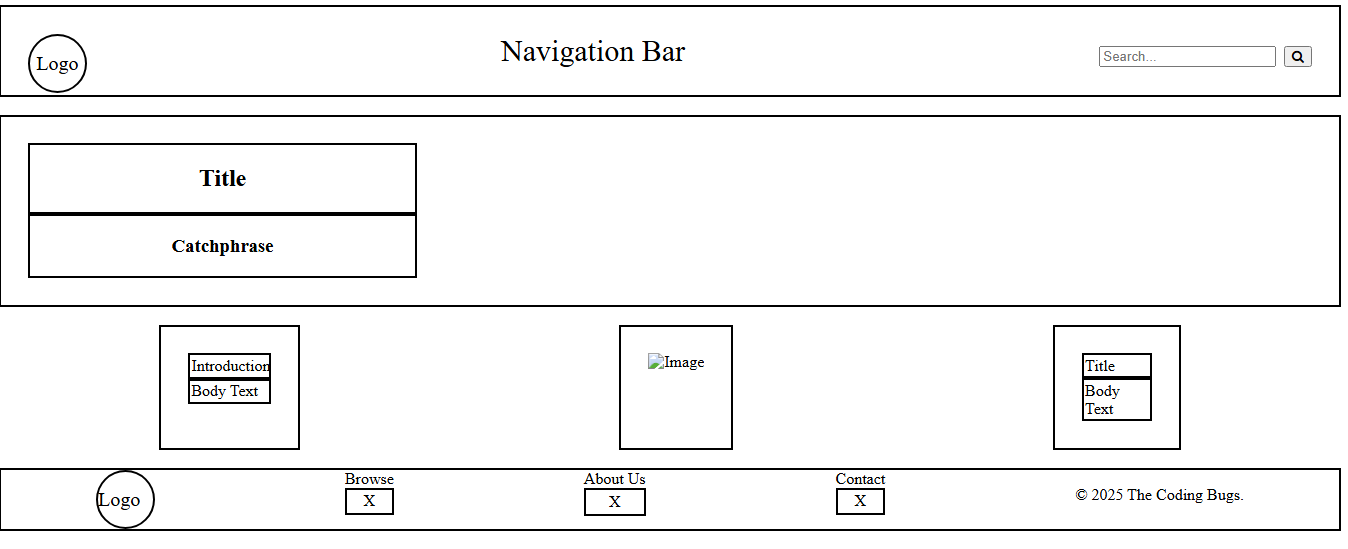 Logo
Navigation Bar
Search...
Title
Catchphrase
Introduction
Body Text
Image
Title
Body
Text
Logo
Browse
X
About Us
X
Contact
X
© 2025 The Coding Bugs.